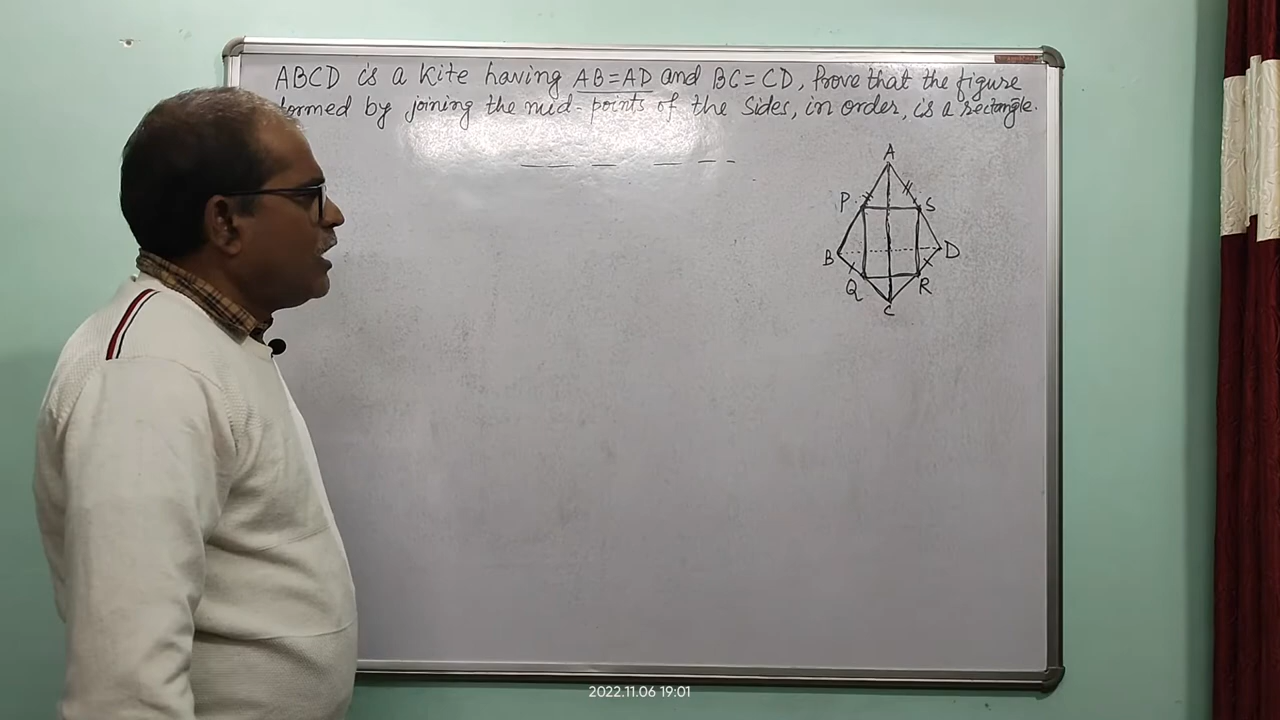 ABCD is a Kite having AB=AD and BC=CD, Prove that the figure
formed by joining the mid-points of the Sides, in order, is a rectangle.
A
P S
B D
Q R
C
2022.11.06 19:01